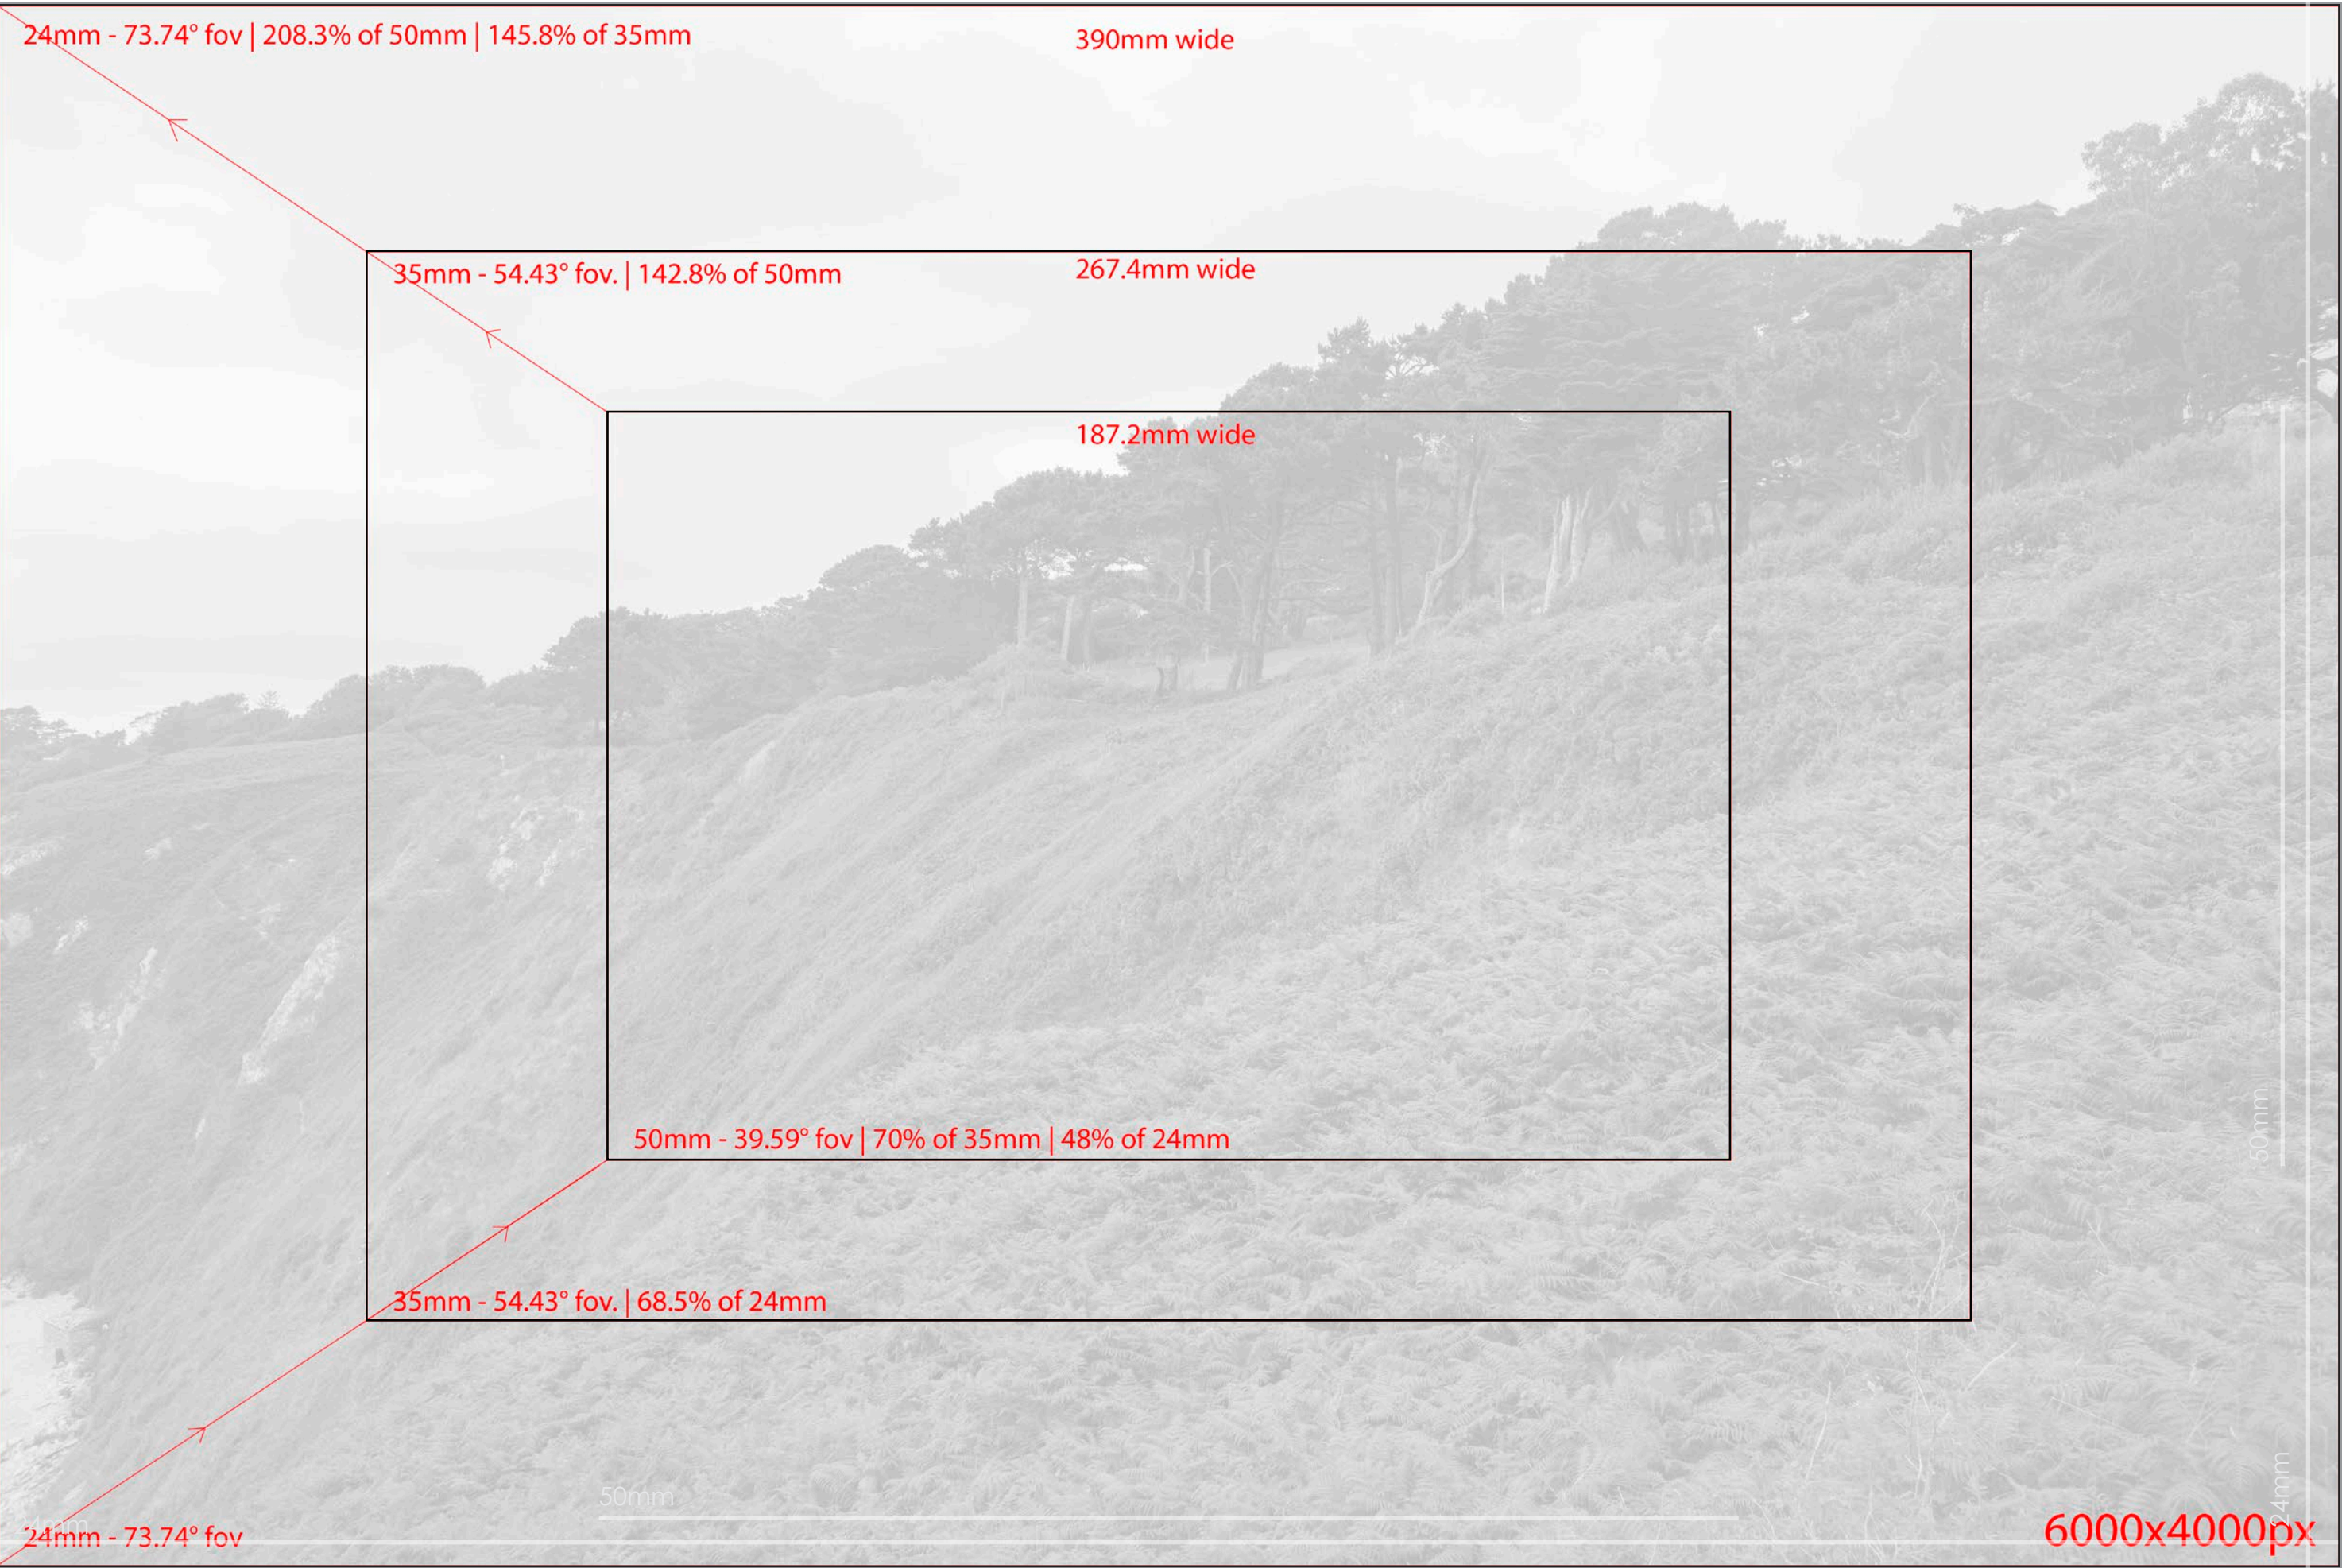 24mm - 73.74° fov | 208.3% of 50mm | 145.8% of 35mm
390mm wide
35mm - 54.43° fov. | 142.8% of 50mm
267.4mm wide
187.2mm wide
50mm - 39.59° fov | 70% of 35mm | 48% of 24mm
50mm
35mm - 54.43° fov. | 68.5% of 24mm
50mm
24mm
24mm - 73.74° fov
6000x4000px